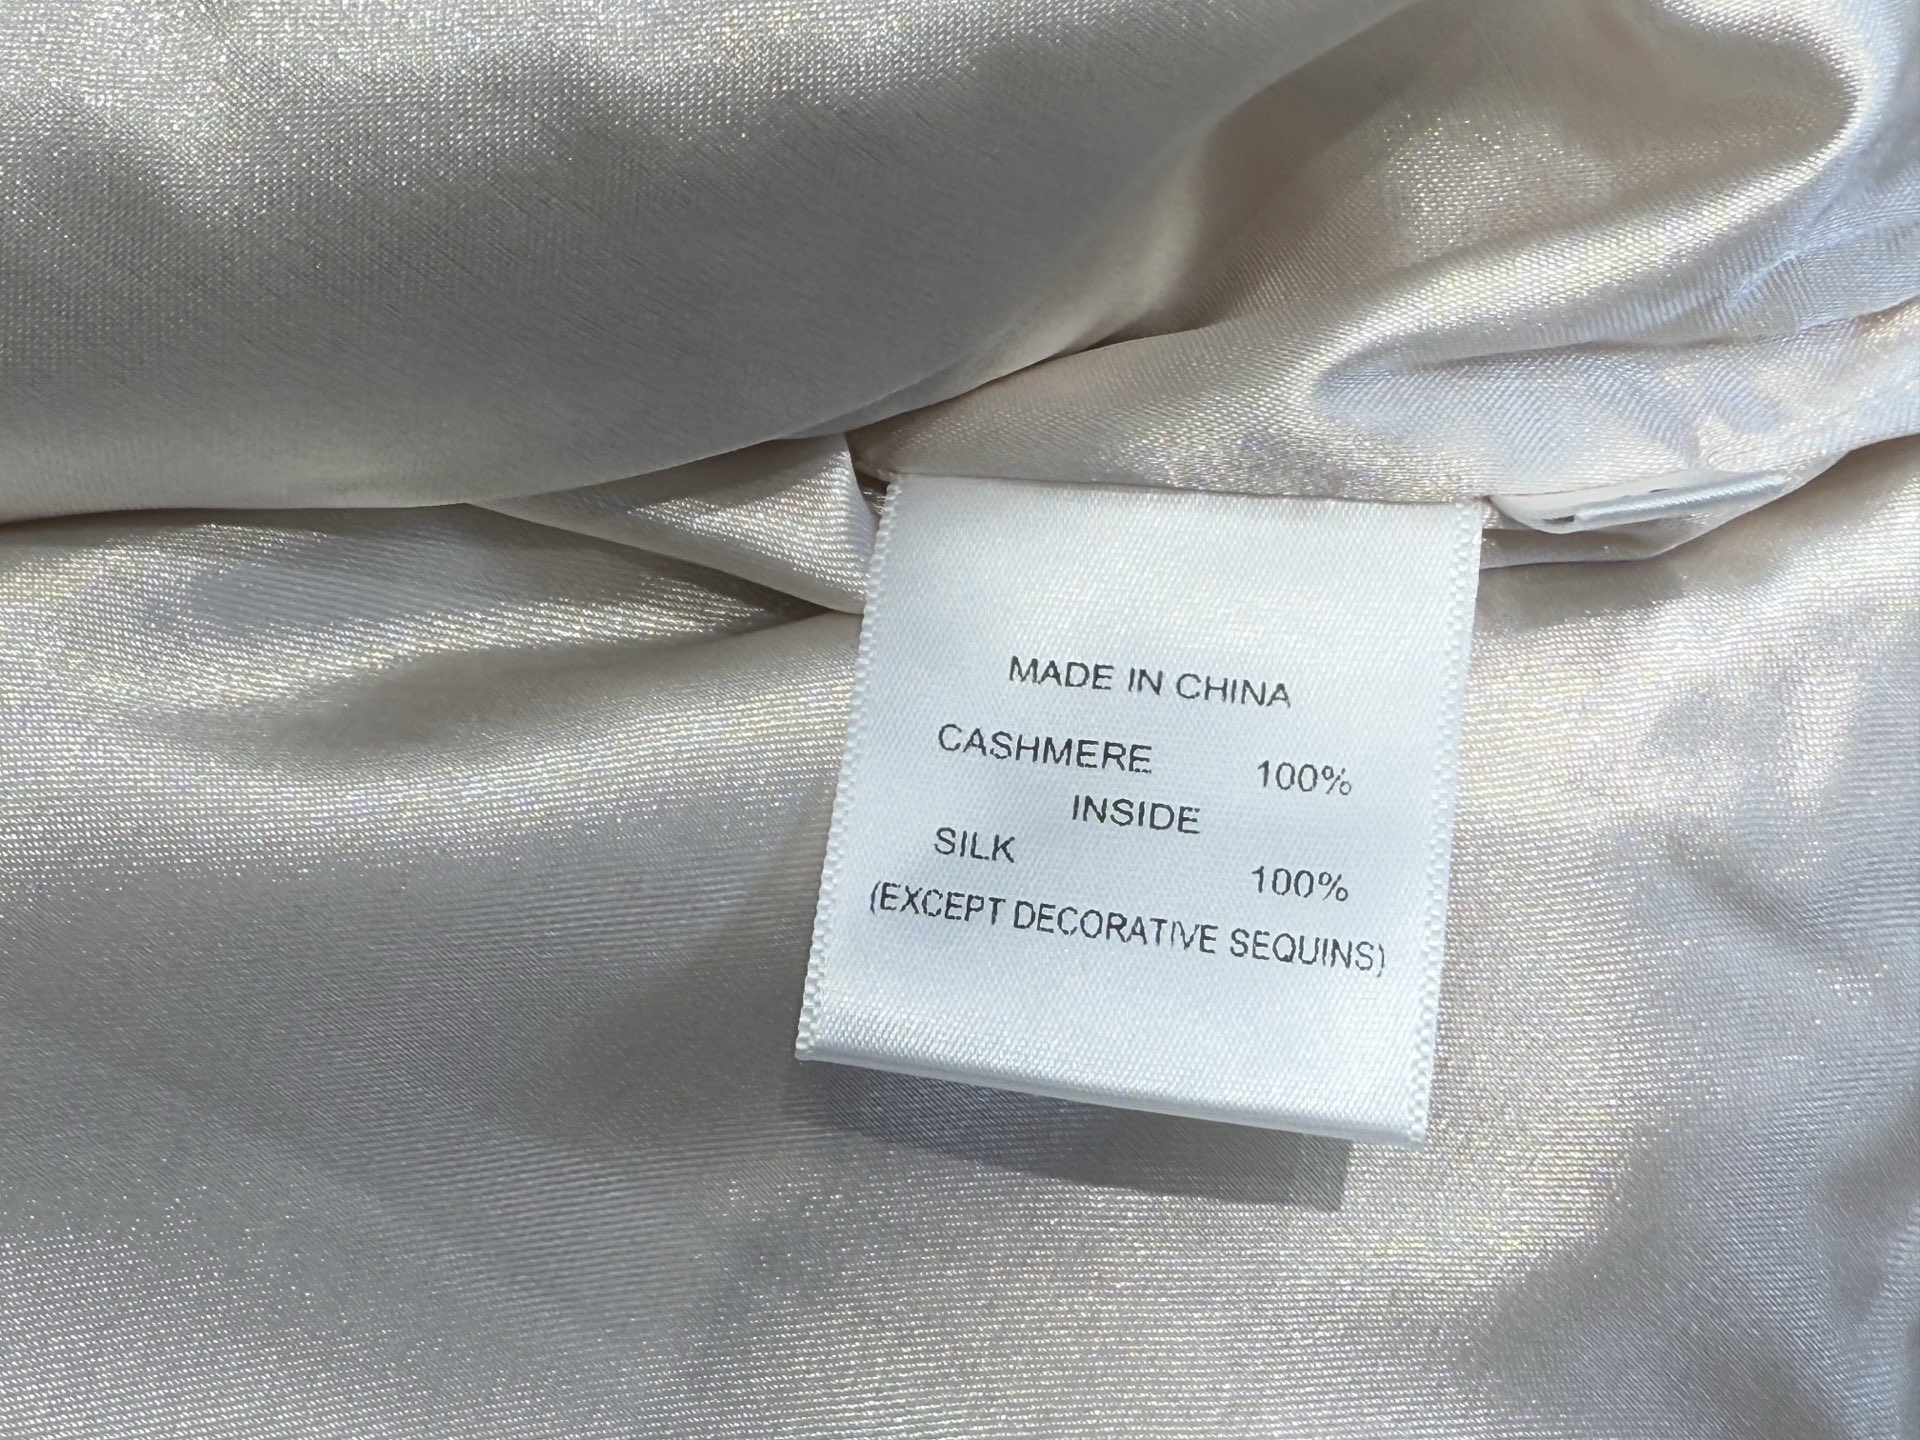 MADE IN CHINA
CASHMERE 100%
INSIDE
SILK 100%
(EXCEPT DECORATIVE SEQUINS)